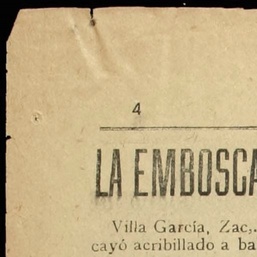 4
LA EMBOSCA
Villa García, Zac,.
cayó acribillado a ba